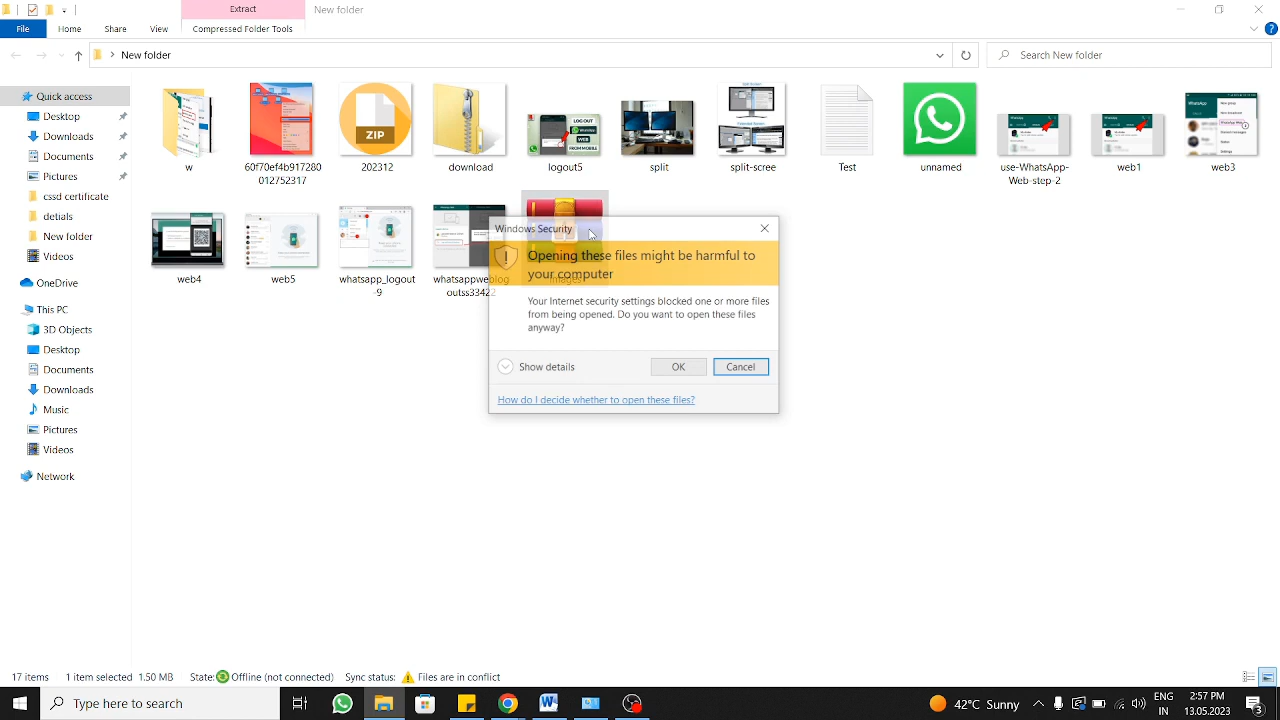 Extract
New folder
File
Home
Share
View
Compressed Folder Tools
New folder
Search New folder
Quick access
Desktop
Downloads
Documents
Pictures
cssd certificate
detials
New folder
Videos
OneDrive
This PC
3D Objects
Desktop
Documents
Downloads
Music
Pictures
Videos
Network
w
60f70ef4b917280
012752317
ZIP
202312
download
LOG OUT
FROM MOBILE
logout5
split
split-scree
Test
unnamed
use-WhatsApp-
Web-step-2
web1
web3
web4
web5
whatsapp_logout
-9
whatsappweblog
outss33422
images
Windows Security
Opening these files might be harmful to
your computer
Your Internet security settings blocked one or more files
from being opened. Do you want to open these files
anyway?
Show details
OK
Cancel
How do I decide whether to open these files?
17 items
1 item selected 1.50 MB
State: Offline (not connected)
Sync status: Files are in conflict
Type here to search
42°C Sunny
ENG
IN
2:57 PM
13.05.2023
3